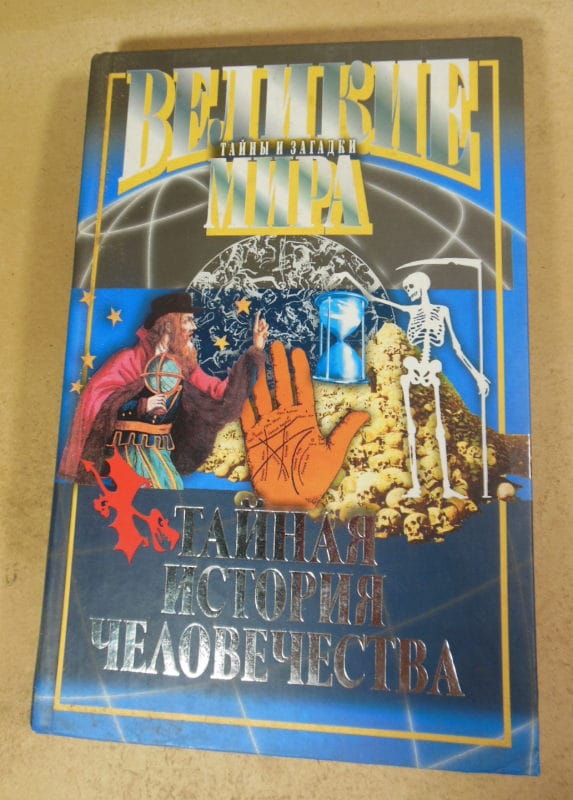 ВЕЛИКИЕ
ТАЙНЫ И ЗАГАДКИ
МИРА
ТАЙНАЯ
ИСТОРИЯ
ЧЕЛОВЕЧЕСТВА